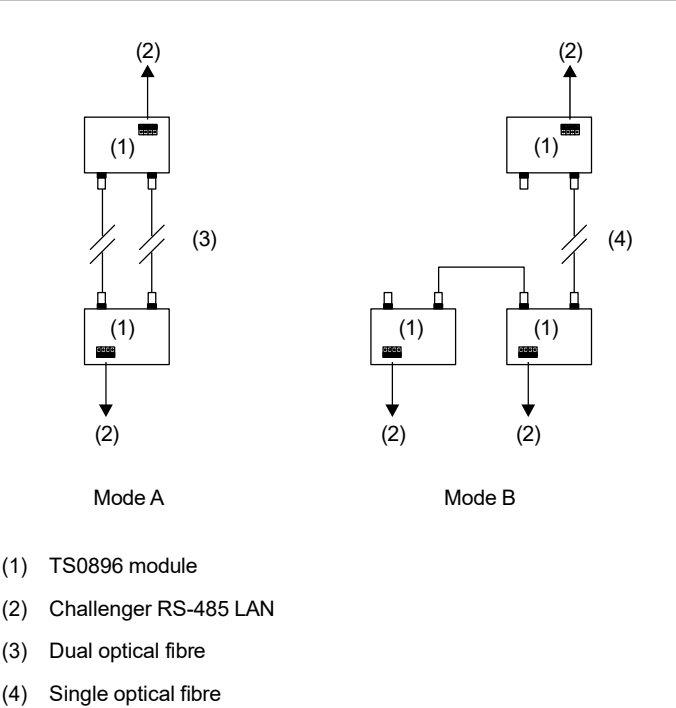 (2) (2)
(1) (1)
(3) (4)
(1) (1) (1)
(2) (2) (2)
Mode A Mode B
(1) TS0896 module
(2) Challenger RS-485 LAN
(3) Dual optical fibre
(4) Single optical fibre